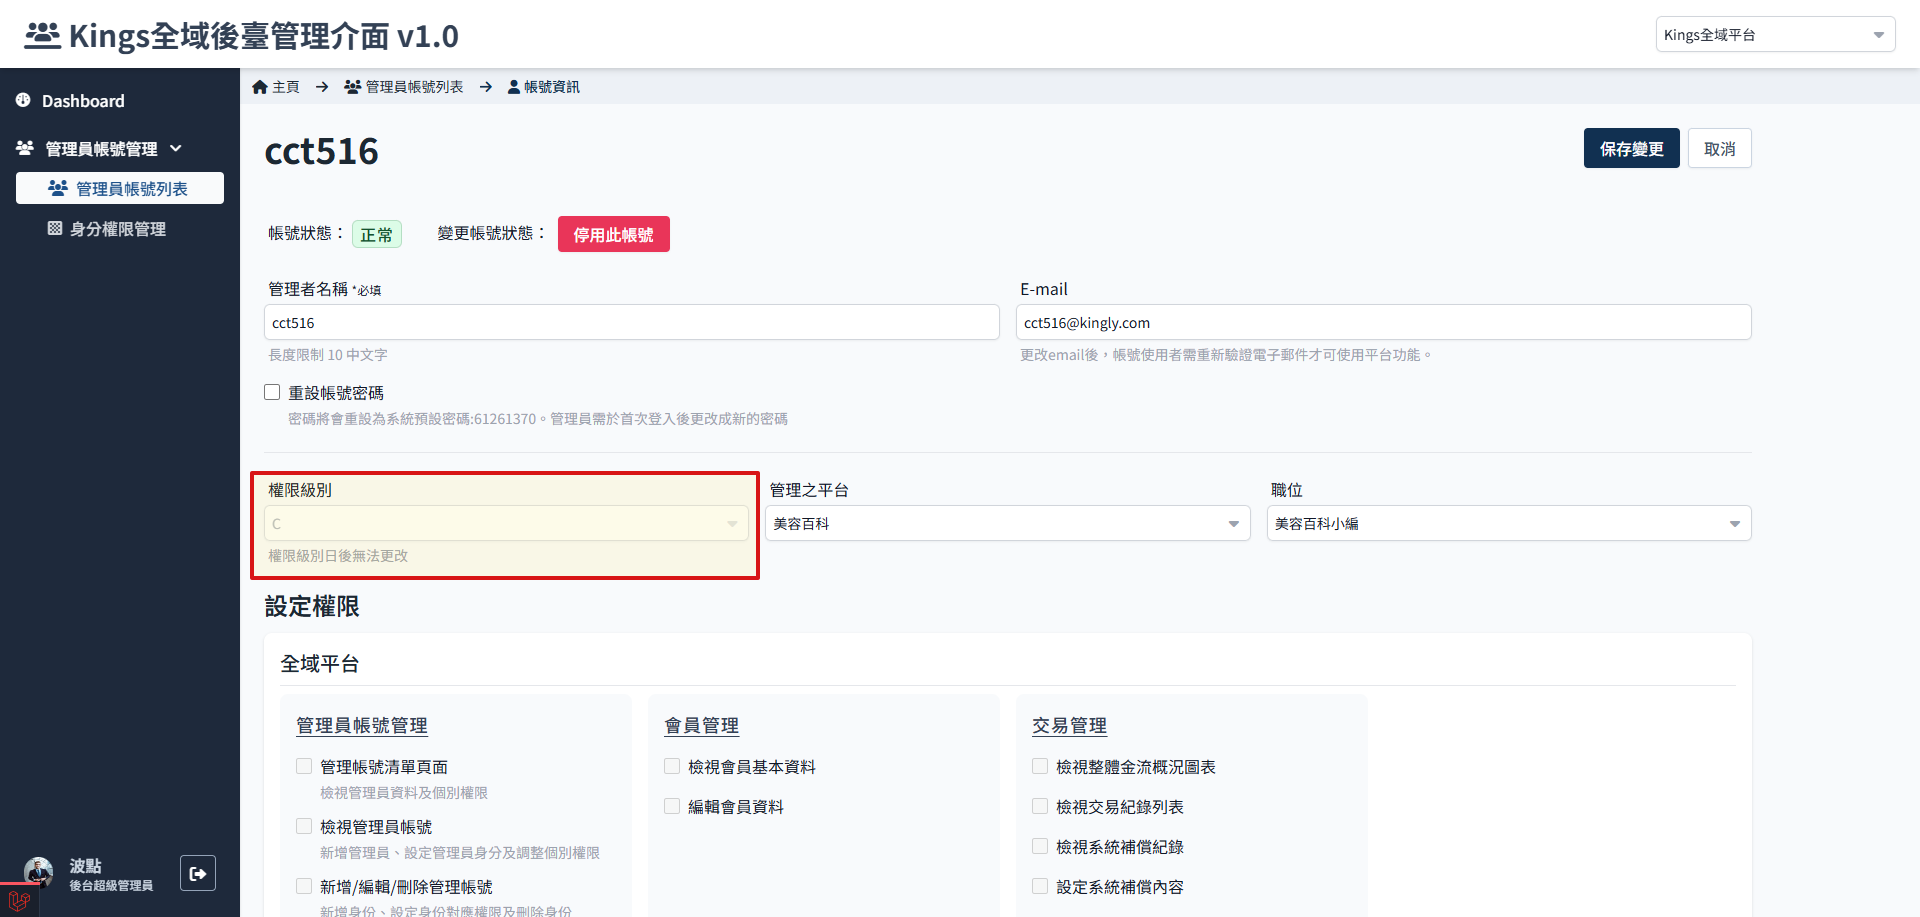 Kings全域後臺管理介面 v1.0
Kings全域平台
Dashboard
管理員帳號管理
管理員帳號列表
身分權限管理
主頁 → 管理員帳號列表 → 帳號資訊
cct516
保存變更
取消
帳號狀態：
正常
變更帳號狀態：
停用此帳號
管理者名稱 *必填
cct516
長度限制 10 中文字
E-mail
cct516@kingly.com
更改email後，帳號使用者需重新驗證電子郵件才可使用平台功能。
重設帳號密碼
密碼將會重設為系統預設密碼:61261370。管理員需於首次登入後更改成新的密碼
權限級別
C
權限級別日後無法更改
管理之平台
美容百科
職位
美容百科小編
設定權限
全域平台
管理員帳號管理
管理帳號清單頁面
檢視管理員資料及個別權限
檢視管理員帳號
新增管理員、設定管理員身分及調整個別權限
新增/編輯/刪除管理帳號
新增身份、設定身份對應權限及刪除身份
會員管理
檢視會員基本資料
編輯會員資料
交易管理
檢視整體金流概況圖表
檢視交易紀錄列表
檢視系統補償紀錄
設定系統補償內容
波點
後台超級管理員